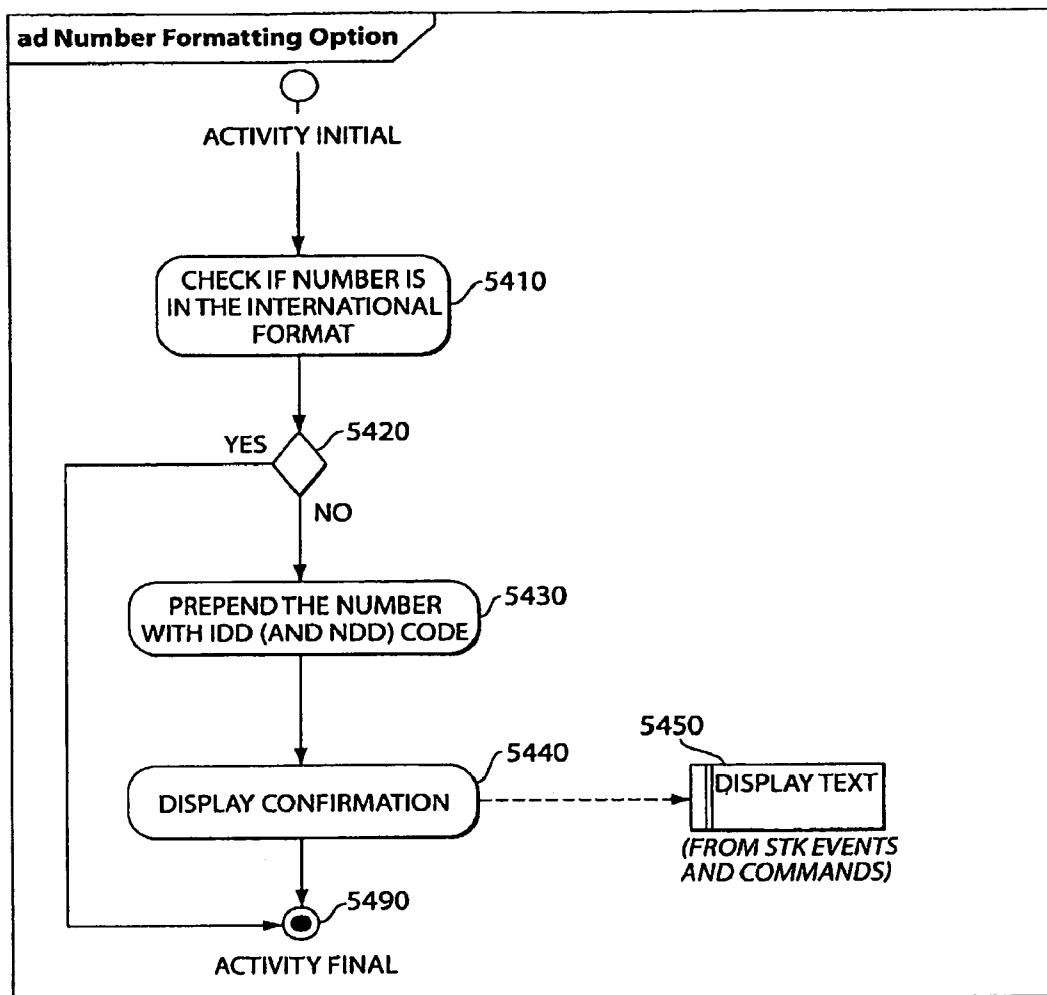 ad Number Formatting Option
ACTIVITY INITIAL
CHECK IF NUMBER IS
IN THE INTERNATIONAL
FORMAT
5410
5420
YES
NO
PREPEND THE NUMBER
WITH IDD (AND NDD) CODE
5430
5440
DISPLAY CONFIRMATION
5450
DISPLAY TEXT
(FROM STK EVENTS
AND COMMANDS)
5490
ACTIVITY FINAL